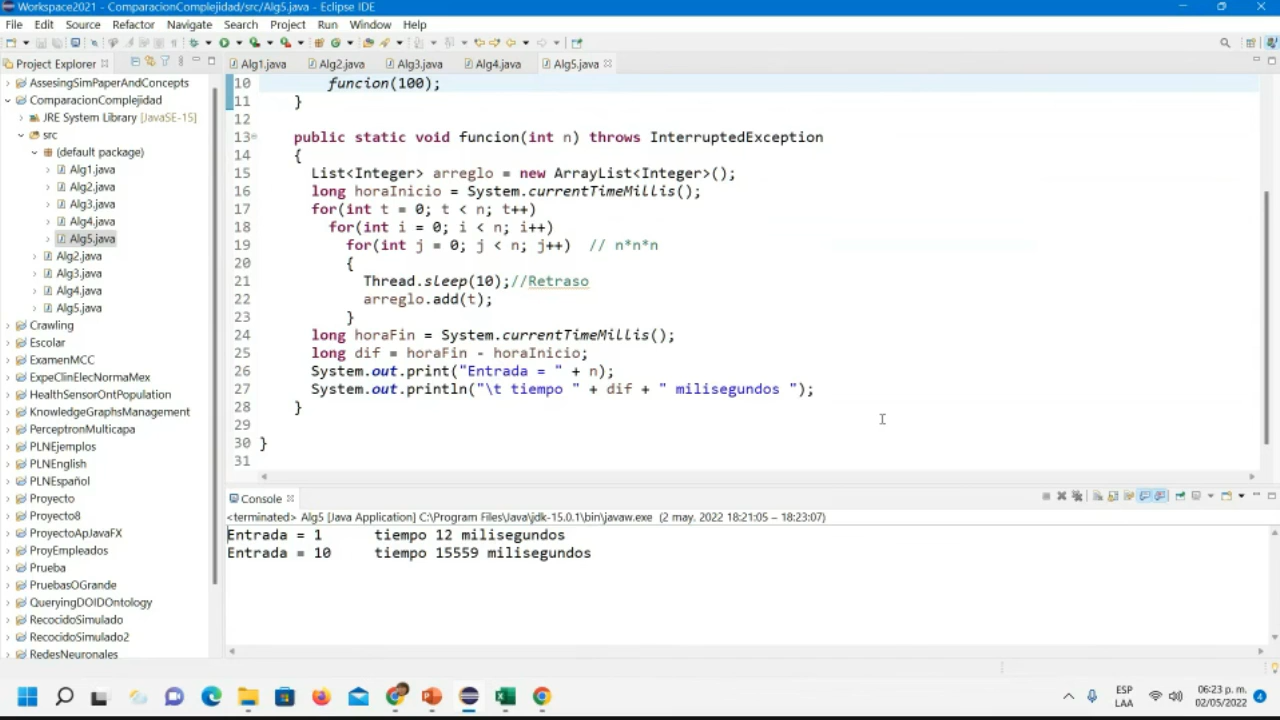 Workspace2021 - ComparacionComplejidad/src/Alg5.java - Eclipse IDE
File Edit Source Refactor Navigate Search Project Run Window Help
Project Explorer
Alg1.java Alg2.java Alg3.java Alg4.java Alg5.java
AssesingSimPaperAndConcepts
ComparacionComplejidad
JRE System Library [JavaSE-15]
src
(default package)
Alg1.java
Alg2.java
Alg3.java
Alg4.java
Alg5.java
Alg2.java
Alg3.java
Alg4.java
Alg5.java
Crawling
Escolar
ExamenMCC
ExpeClinElecNormaMex
HealthSensorOntPatient
KnowledgeGraphsManagement
PerceptronMulticapa
PLNEjemplos
PLNEnglish
PLNEspañol
Proyecto
Proyecto8
ProyectoApJavaFX
ProyEmpleados
Prueba
PruebasOGrande
QueryingDOIDOntology
RecocidoSimulado
RecocidoSimulado2
RedesNeuronales
10 funcion(100);
11 }
12
13 public static void funcion(int n) throws InterruptedException
14 {
15 List<Integer> arreglo = new ArrayList<Integer>();
16 long horaInicio = System.currentTimeMillis();
17 for(int t = 0; t < n; t++)
18 for(int i = 0; i < n; i++)
19 for(int j = 0; j < n; j++) // n*n*n
20 {
21 Thread.sleep(10);//Retraso
22 arreglo.add(t);
23 }
24 long horaFin = System.currentTimeMillis();
25 long dif = horaFin - horaInicio;
26 System.out.print("Entrada = " + n);
27 System.out.println("\t tiempo " + dif + " milisegundos ");
28 }
29
30 }
31
Console
<terminated> Alg5 [Java Application] C:\Program Files\Java\jdk-15.0.1\bin\javaw.exe (2 may. 2022 18:21:05 – 18:23:07)
Entrada = 1 tiempo 12 milisegundos
Entrada = 10 tiempo 15559 milisegundos
ESP
LAA
06:23 p. m.
02/05/2022
4